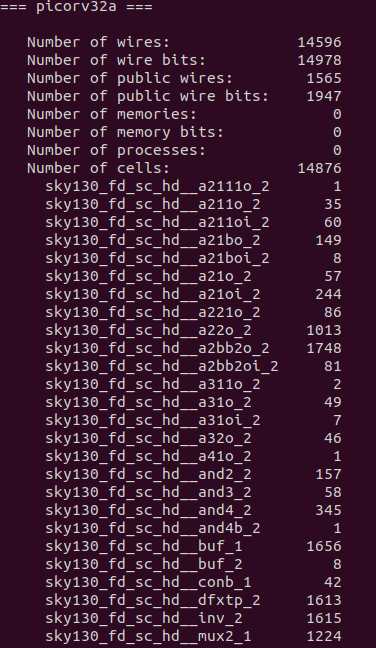 === picorv32a ===
Number of wires: 14596
Number of wire bits: 14978
Number of public wires: 1565
Number of public wire bits: 1947
Number of memories: 0
Number of memory bits: 0
Number of processes: 0
Number of cells: 14876
sky130_fd_sc_hd__a2111o_2 1
sky130_fd_sc_hd__a211o_2 35
sky130_fd_sc_hd__a211oi_2 60
sky130_fd_sc_hd__a21bo_2 149
sky130_fd_sc_hd__a21boi_2 8
sky130_fd_sc_hd__a21o_2 57
sky130_fd_sc_hd__a21oi_2 244
sky130_fd_sc_hd__a221o_2 86
sky130_fd_sc_hd__a22o_2 1013
sky130_fd_sc_hd__a2bb2o_2 1748
sky130_fd_sc_hd__a2bb2oi_2 81
sky130_fd_sc_hd__a311o_2 2
sky130_fd_sc_hd__a31o_2 49
sky130_fd_sc_hd__a31oi_2 7
sky130_fd_sc_hd__a32o_2 46
sky130_fd_sc_hd__a41o_2 1
sky130_fd_sc_hd__and2_2 157
sky130_fd_sc_hd__and3_2 58
sky130_fd_sc_hd__and4_2 345
sky130_fd_sc_hd__and4b_2 1
sky130_fd_sc_hd__buf_1 1656
sky130_fd_sc_hd__buf_2 8
sky130_fd_sc_hd__conb_1 42
sky130_fd_sc_hd__dfxtp_2 1613
sky130_fd_sc_hd__inv_2 1615
sky130_fd_sc_hd__mux2_1 1224